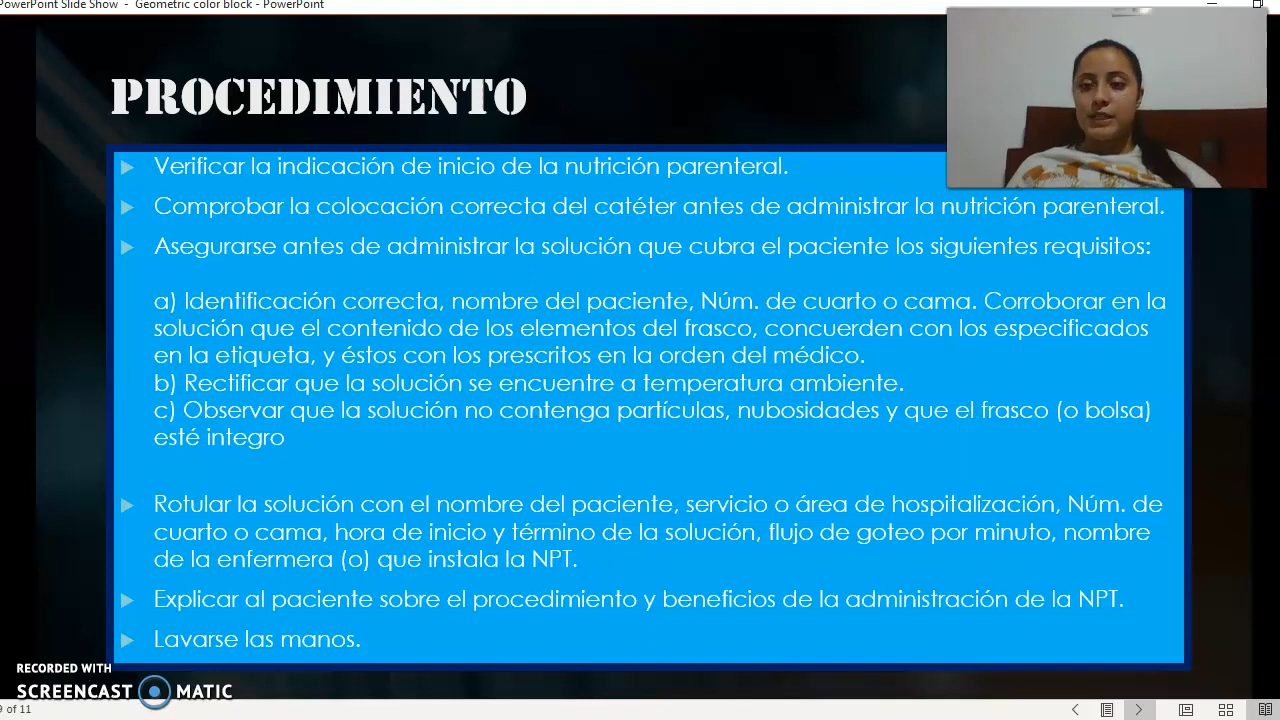 PowerPoint Slide Show - Geometric color block - PowerPoint
PROCEDIMIENTO
Verificar la indicación de inicio de la nutrición parenteral.
Comprobar la colocación correcta del catéter antes de administrar la nutrición parenteral.
Asegurarse antes de administrar la solución que cubra el paciente los siguientes requisitos:
a) Identificación correcta, nombre del paciente, Núm. de cuarto o cama. Corroborar en la
solución que el contenido de los elementos del frasco, concuerden con los especificados
en la etiqueta, y éstos con los prescritos en la orden del médico.
b) Rectificar que la solución se encuentre a temperatura ambiente.
c) Observar que la solución no contenga partículas, nubosidades y que el frasco (o bolsa)
esté integro
Rotular la solución con el nombre del paciente, servicio o área de hospitalización, Núm. de
cuarto o cama, hora de inicio y término de la solución, flujo de goteo por minuto, nombre
de la enfermera (o) que instala la NPT.
Explicar al paciente sobre el procedimiento y beneficios de la administración de la NPT.
Lavarse las manos.
RECORDED WITH
SCREENCAST MATIC
9 of 11